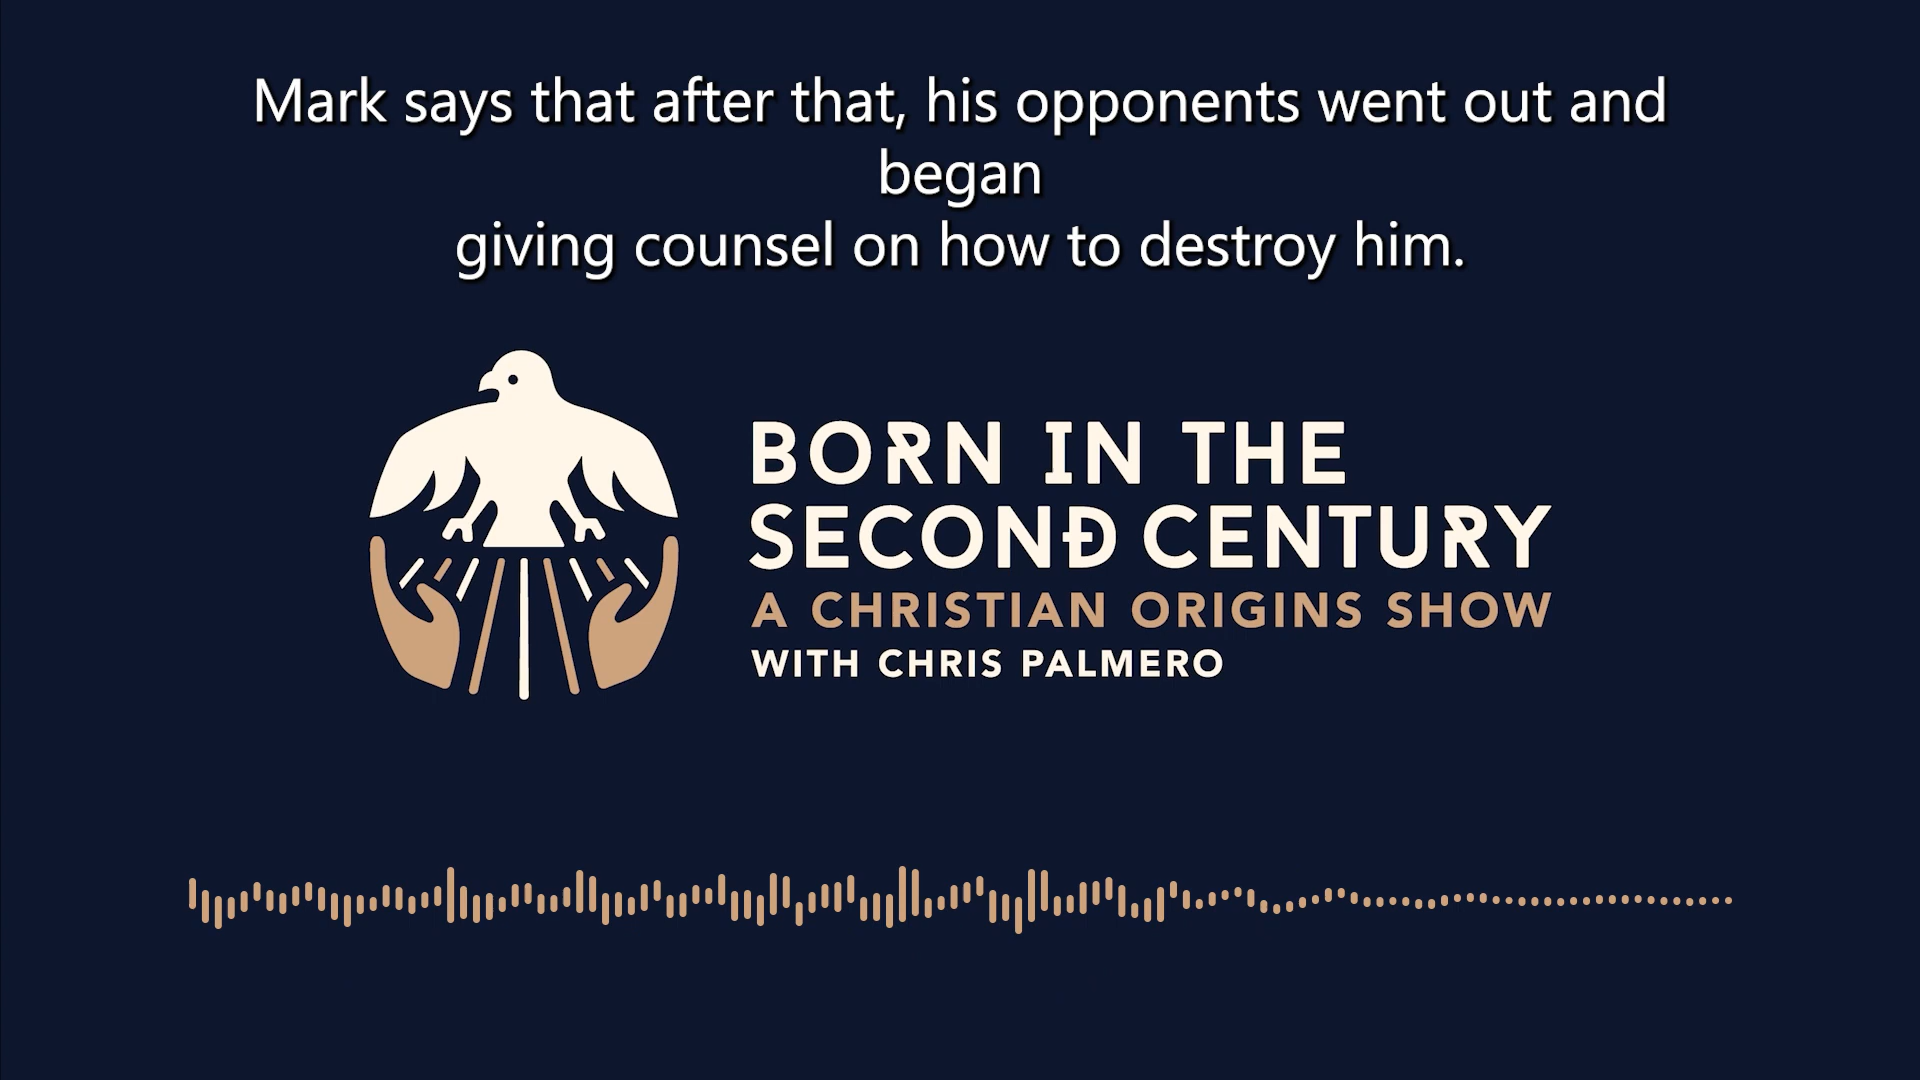 Mark says that after that, his opponents went out and
began
giving counsel on how to destroy him.
BORN IN THE
SECOND CENTURY
A CHRISTIAN ORIGINS SHOW
WITH CHRIS PALMERO